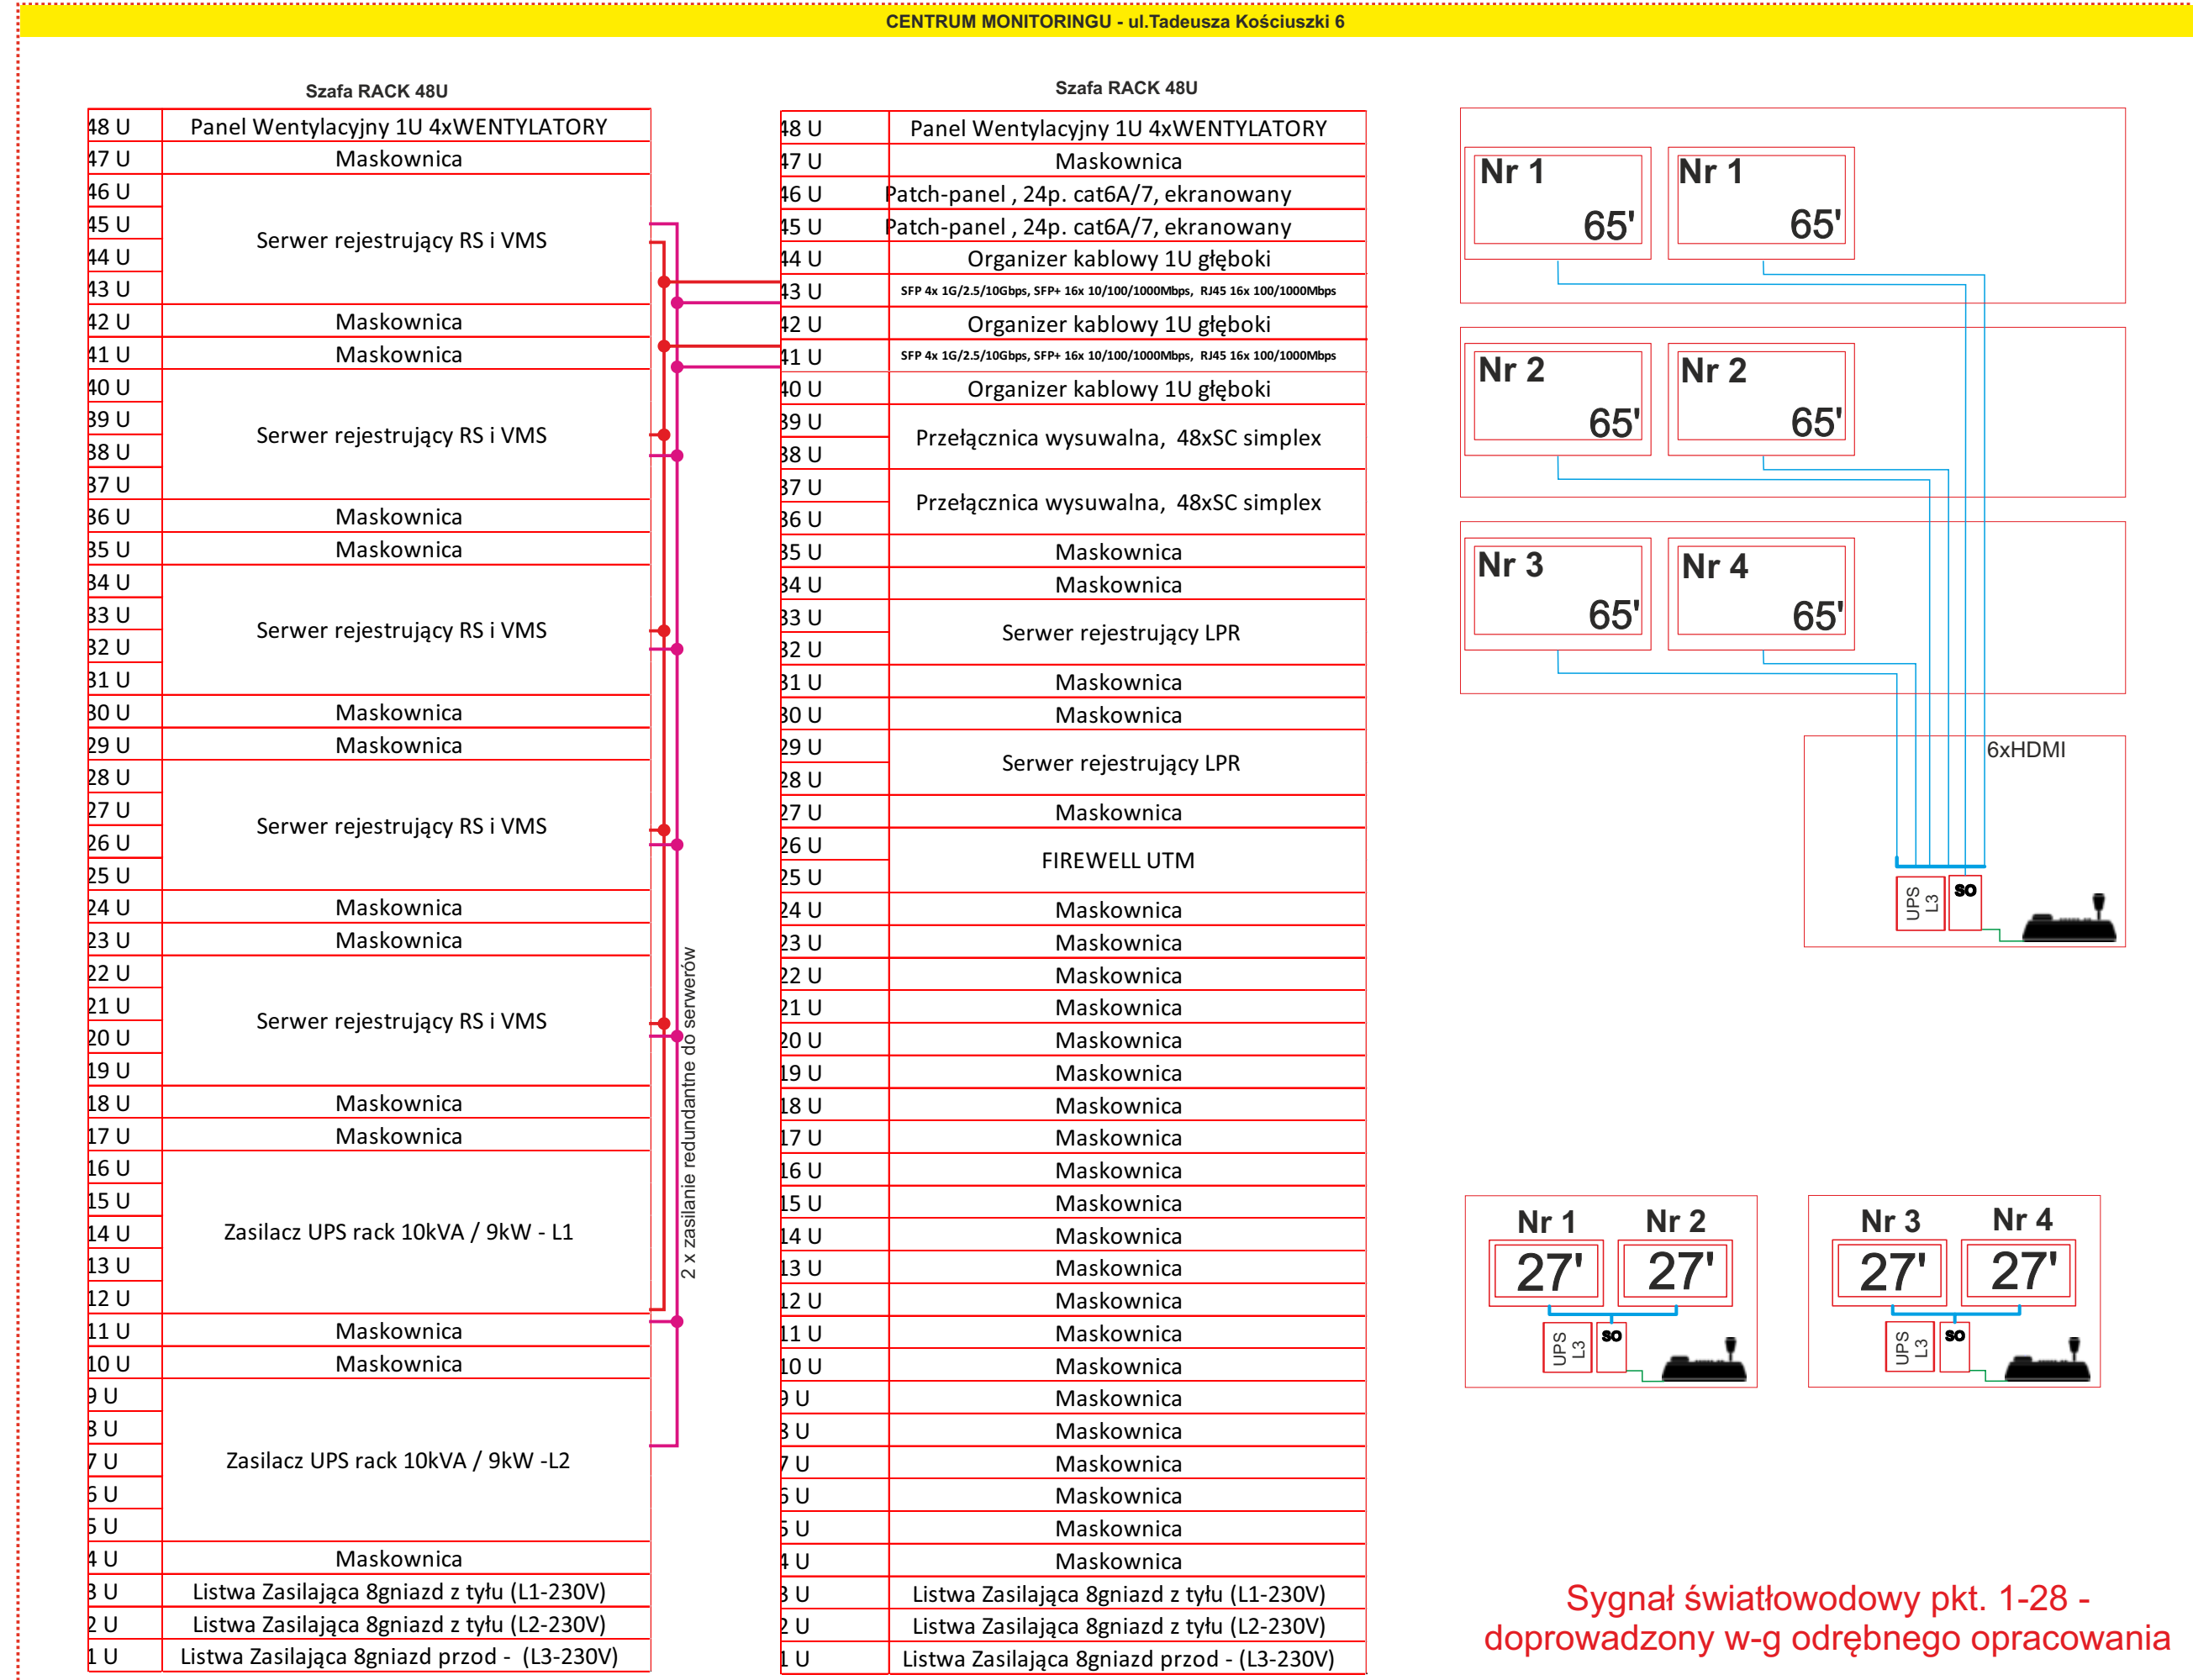 CENTRUM MONITORINGU - ul.Tadeusza Kościuszki 6
Szafa RACK 48U
48 U Panel Wentylacyjny 1U 4xWENTYLATORY
47 U Maskownica
46 U
45 U
44 U
43 U
Serwer rejestrujący RS i VMS
42 U Maskownica
41 U Maskownica
40 U
39 U
38 U
37 U
Serwer rejestrujący RS i VMS
36 U Maskownica
35 U Maskownica
34 U
33 U
32 U
31 U
Serwer rejestrujący RS i VMS
30 U Maskownica
29 U Maskownica
28 U
27 U
26 U
25 U
Serwer rejestrujący RS i VMS
24 U Maskownica
23 U Maskownica
22 U
21 U
20 U
19 U
Serwer rejestrujący RS i VMS
18 U Maskownica
17 U Maskownica
16 U
15 U
14 U
13 U
12 U
Zasilacz UPS rack 10kVA / 9kW - L1
11 U Maskownica
10 U Maskownica
9 U
8 U
7 U
6 U
5 U
Zasilacz UPS rack 10kVA / 9kW -L2
4 U Maskownica
3 U Listwa Zasilająca 8gniazd z tyłu (L1-230V)
2 U Listwa Zasilająca 8gniazd z tyłu (L2-230V)
1 U Listwa Zasilająca 8gniazd przod - (L3-230V)
2 x zasilanie redundantne do serwerów
Szafa RACK 48U
48 U Panel Wentylacyjny 1U 4xWENTYLATORY
47 U Maskownica
46 U Patch-panel , 24p. cat6A/7, ekranowany
45 U Patch-panel , 24p. cat6A/7, ekranowany
44 U Organizer kablowy 1U głęboki
43 U SFP 4x 1G/2.5/10Gbps, SFP+ 16x 10/100/1000Mbps, RJ45 16x 100/1000Mbps
42 U Organizer kablowy 1U głęboki
41 U SFP 4x 1G/2.5/10Gbps, SFP+ 16x 10/100/1000Mbps, RJ45 16x 100/1000Mbps
40 U Organizer kablowy 1U głęboki
39 U
38 U
Przełącznica wysuwalna, 48xSC simplex
37 U
36 U
Przełącznica wysuwalna, 48xSC simplex
35 U Maskownica
34 U Maskownica
33 U
32 U
Serwer rejestrujący LPR
31 U Maskownica
30 U Maskownica
29 U
28 U
Serwer rejestrujący LPR
27 U Maskownica
26 U
25 U
FIREWELL UTM
24 U Maskownica
23 U Maskownica
22 U Maskownica
21 U Maskownica
20 U Maskownica
19 U Maskownica
18 U Maskownica
17 U Maskownica
16 U Maskownica
15 U Maskownica
14 U Maskownica
13 U Maskownica
12 U Maskownica
11 U Maskownica
10 U Maskownica
9 U Maskownica
8 U Maskownica
7 U Maskownica
6 U Maskownica
5 U Maskownica
4 U Maskownica
3 U Listwa Zasilająca 8gniazd z tyłu (L1-230V)
2 U Listwa Zasilająca 8gniazd z tyłu (L2-230V)
1 U Listwa Zasilająca 8gniazd przod - (L3-230V)
Nr 1 Nr 1
65' 65'
Nr 2 Nr 2
65' 65'
Nr 3 Nr 4
65' 65'
6xHDMI
UPS
L3
SO
Nr 1 Nr 2
27' 27'
UPS
L3
SO
Nr 3 Nr 4
27' 27'
UPS
L3
SO
Sygnał światłowodowy pkt. 1-28 -
doprowadzony w-g odrębnego opracowania